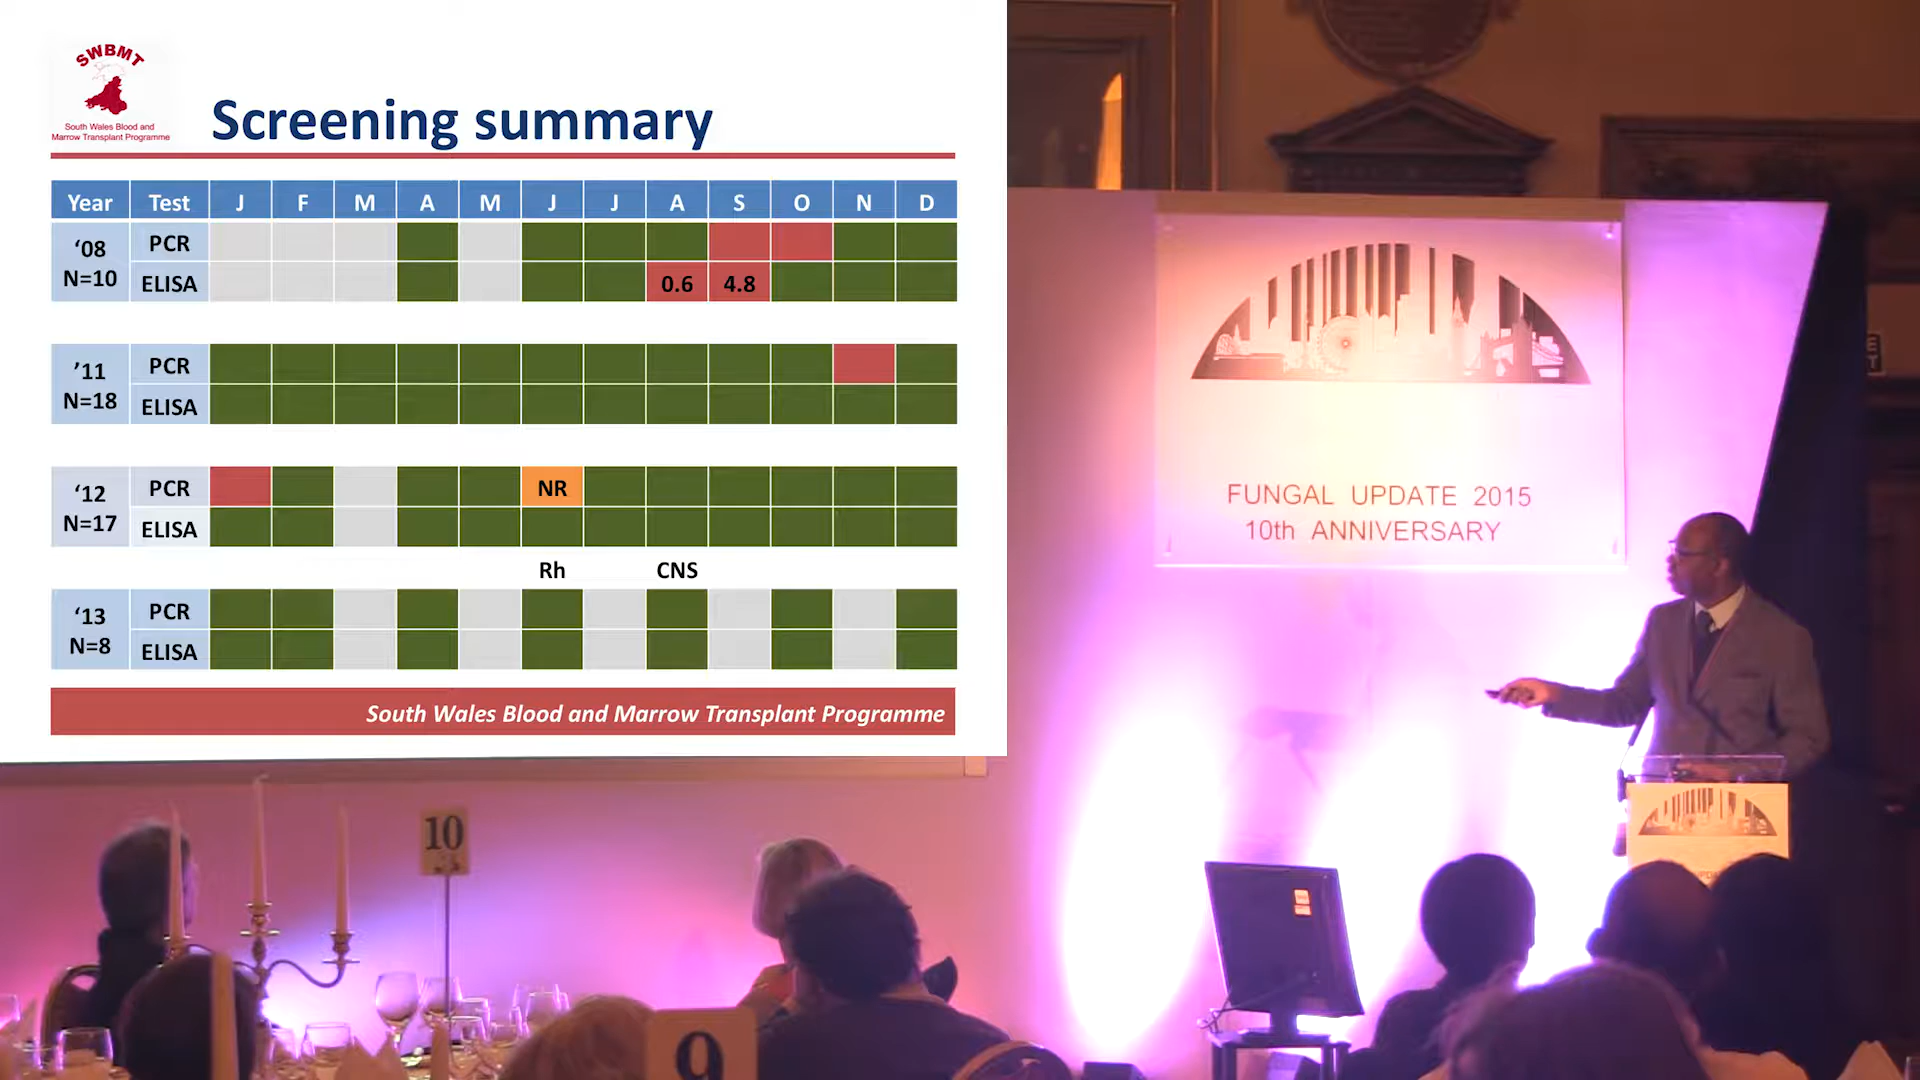 SWBMT
South Wales Blood and
Marrow Transplant Programme
Screening summary
Year Test J F M A M J J A S O N D
‘08
N=10
PCR
ELISA 0.6 4.8
’11
N=18
PCR
ELISA
‘12
N=17
PCR NR
ELISA
Rh CNS
‘13
N=8
PCR
ELISA
South Wales Blood and Marrow Transplant Programme
FUNGAL UPDATE 2015
10th ANNIVERSARY
10
9